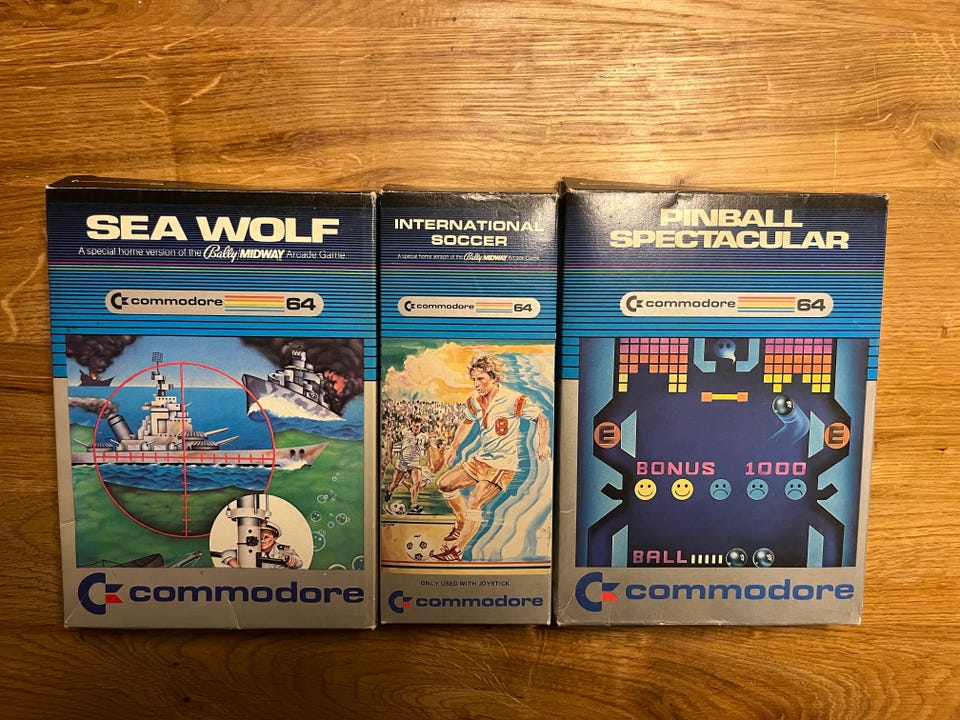 SEA WOLF
A special home version of the Bally MIDWAY Arcade Game.
commodore 64
commodore
INTERNATIONAL
SOCCER
A special home version of the Bally MIDWAY Arcade Game.
commodore 64
8
ONLY USED WITH JOYSTICK
commodore
PINBALL
SPECTACULAR
commodore 64
E E
BONUS 1000
BALL
commodore